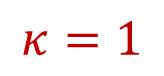 κ = 1